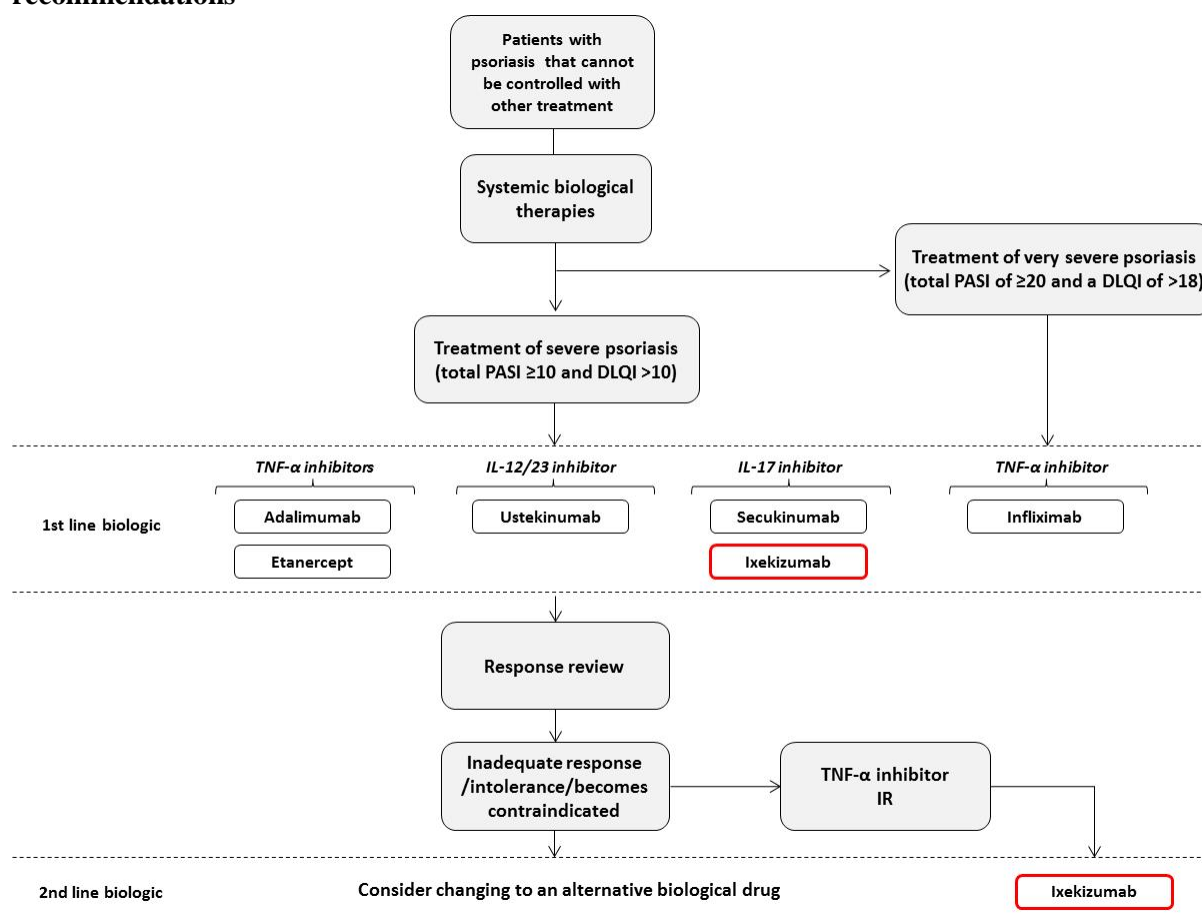 recommendations
Patients with
psoriasis that cannot
be controlled with
other treatment
Systemic biological
therapies
Treatment of very severe psoriasis
(total PASI of ≥20 and a DLQI of >18)
Treatment of severe psoriasis
(total PASI ≥10 and DLQI >10)
TNF-α inhibitors
IL-12/23 inhibitor
IL-17 inhibitor
TNF-α inhibitor
1st line biologic
Adalimumab
Ustekinumab
Secukinumab
Infliximab
Etanercept
Ixekizumab
Response review
Inadequate response
/intolerance/becomes
contraindicated
TNF-α inhibitor
IR
2nd line biologic
Consider changing to an alternative biological drug
Ixekizumab